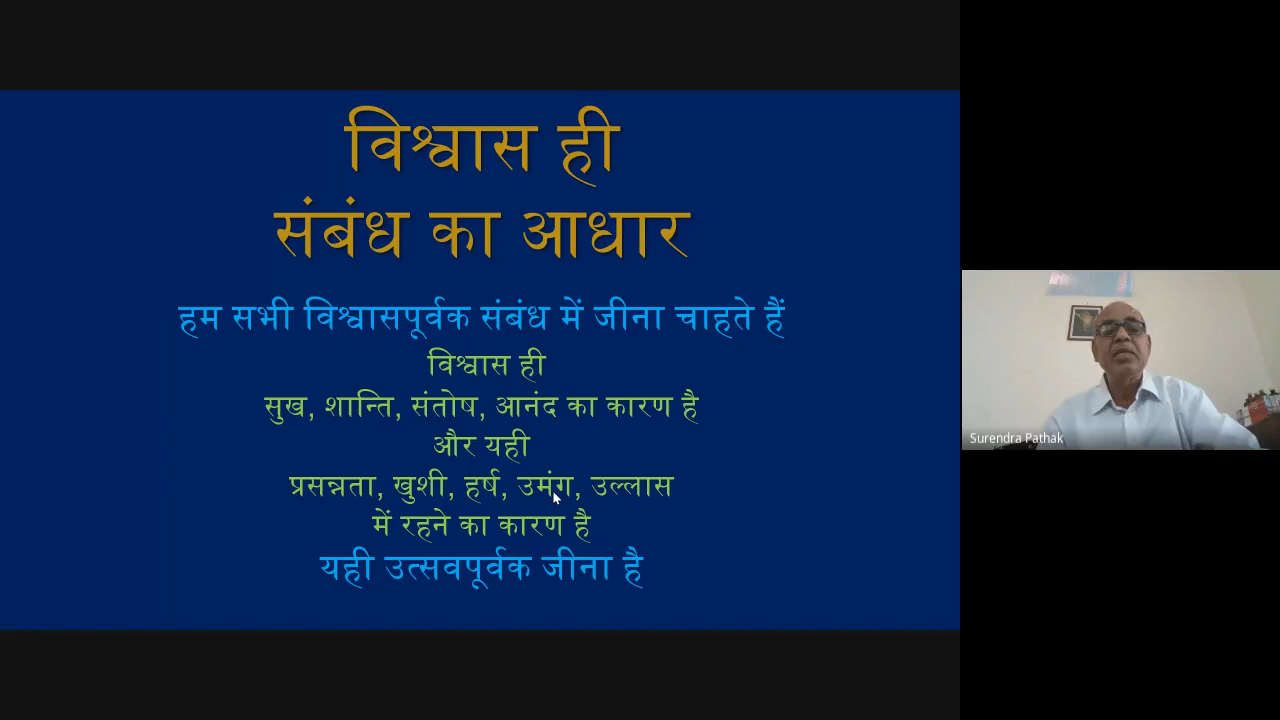 विश्वास ही
संबंध का आधार
हम सभी विश्वासपूर्वक संबंध में जीना चाहते हैं
विश्वास ही
सुख, शान्ति, संतोष, आनंद का कारण है
और यही
प्रसन्नता, खुशी, हर्ष, उमंग, उल्लास
में रहने का कारण है
यही उत्सवपूर्वक जीना है
Surendra Pathak